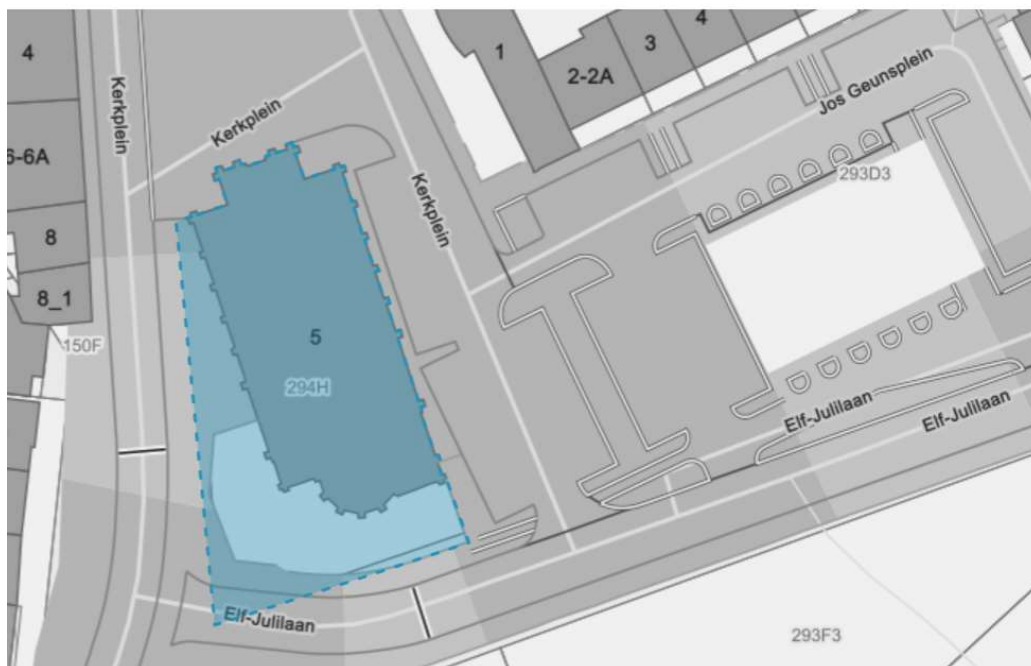 4
1
2-2A
3
4
Kerkplein
Kerkplein
Jos Geunsplein
6-6A
293D3
Kerkplein
8
8_1
150F
5
294H
Elf-Julilaan
Elf-Julilaan
Elf-Julilaan
293F3